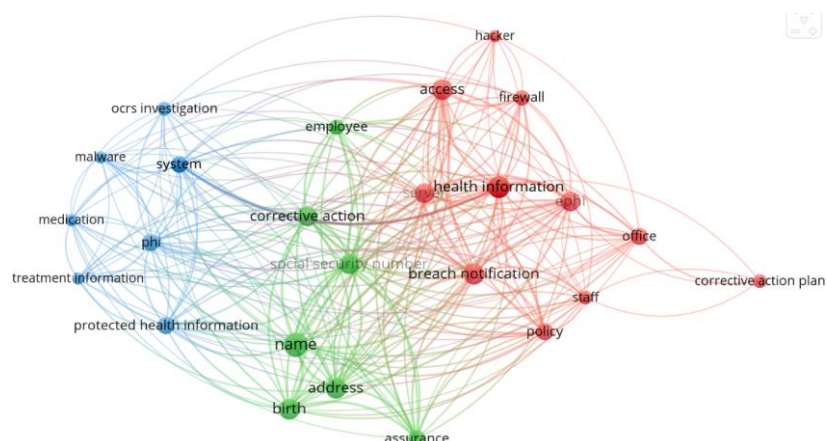 hacker
access
firewall
ocrs investigation
employee
malware
system
health information
server
ephi
medication
corrective action
office
phi
social security number
breach notification
treatment information
corrective action plan
staff
protected health information
policy
name
address
birth
assurance